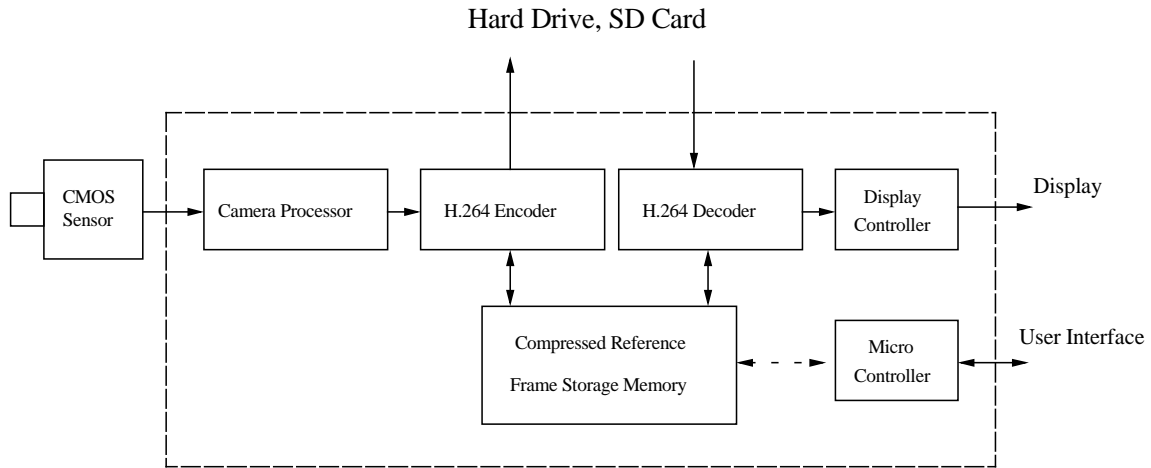 Hard Drive, SD Card
CMOS
Sensor
Camera Processor
H.264 Encoder
H.264 Decoder
Display
Controller
Display
Compressed Reference
Frame Storage Memory
Micro
Controller
User Interface